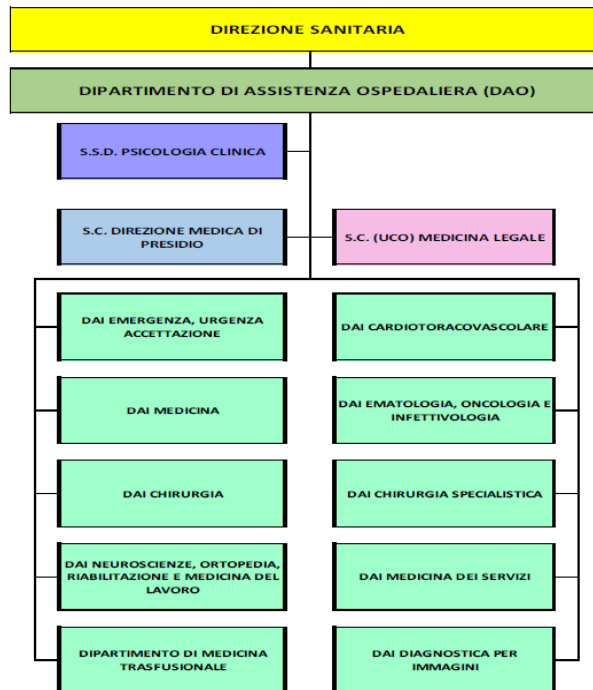 DIREZIONE SANITARIA
DIPARTIMENTO DI ASSISTENZA OSPEDALIERA (DAO)
S.S.D. PSICOLOGIA CLINICA
S.C. DIREZIONE MEDICA DI
PRESIDIO
S.C. (UCO) MEDICINA LEGALE
DAI EMERGENZA, URGENZA
ACCETTAZIONE
DAI CARDIOTORACOVASCOLARE
DAI MEDICINA
DAI EMATOLOGIA, ONCOLOGIA E
INFETTIVOLOGIA
DAI CHIRURGIA
DAI CHIRURGIA SPECIALISTICA
DAI NEUROSCIENZE, ORTOPEDIA,
RIABILITAZIONE E MEDICINA DEL
LAVORO
DAI MEDICINA DEI SERVIZI
DIPARTIMENTO DI MEDICINA
TRASFUSIONALE
DAI DIAGNOSTICA PER
IMMAGINI